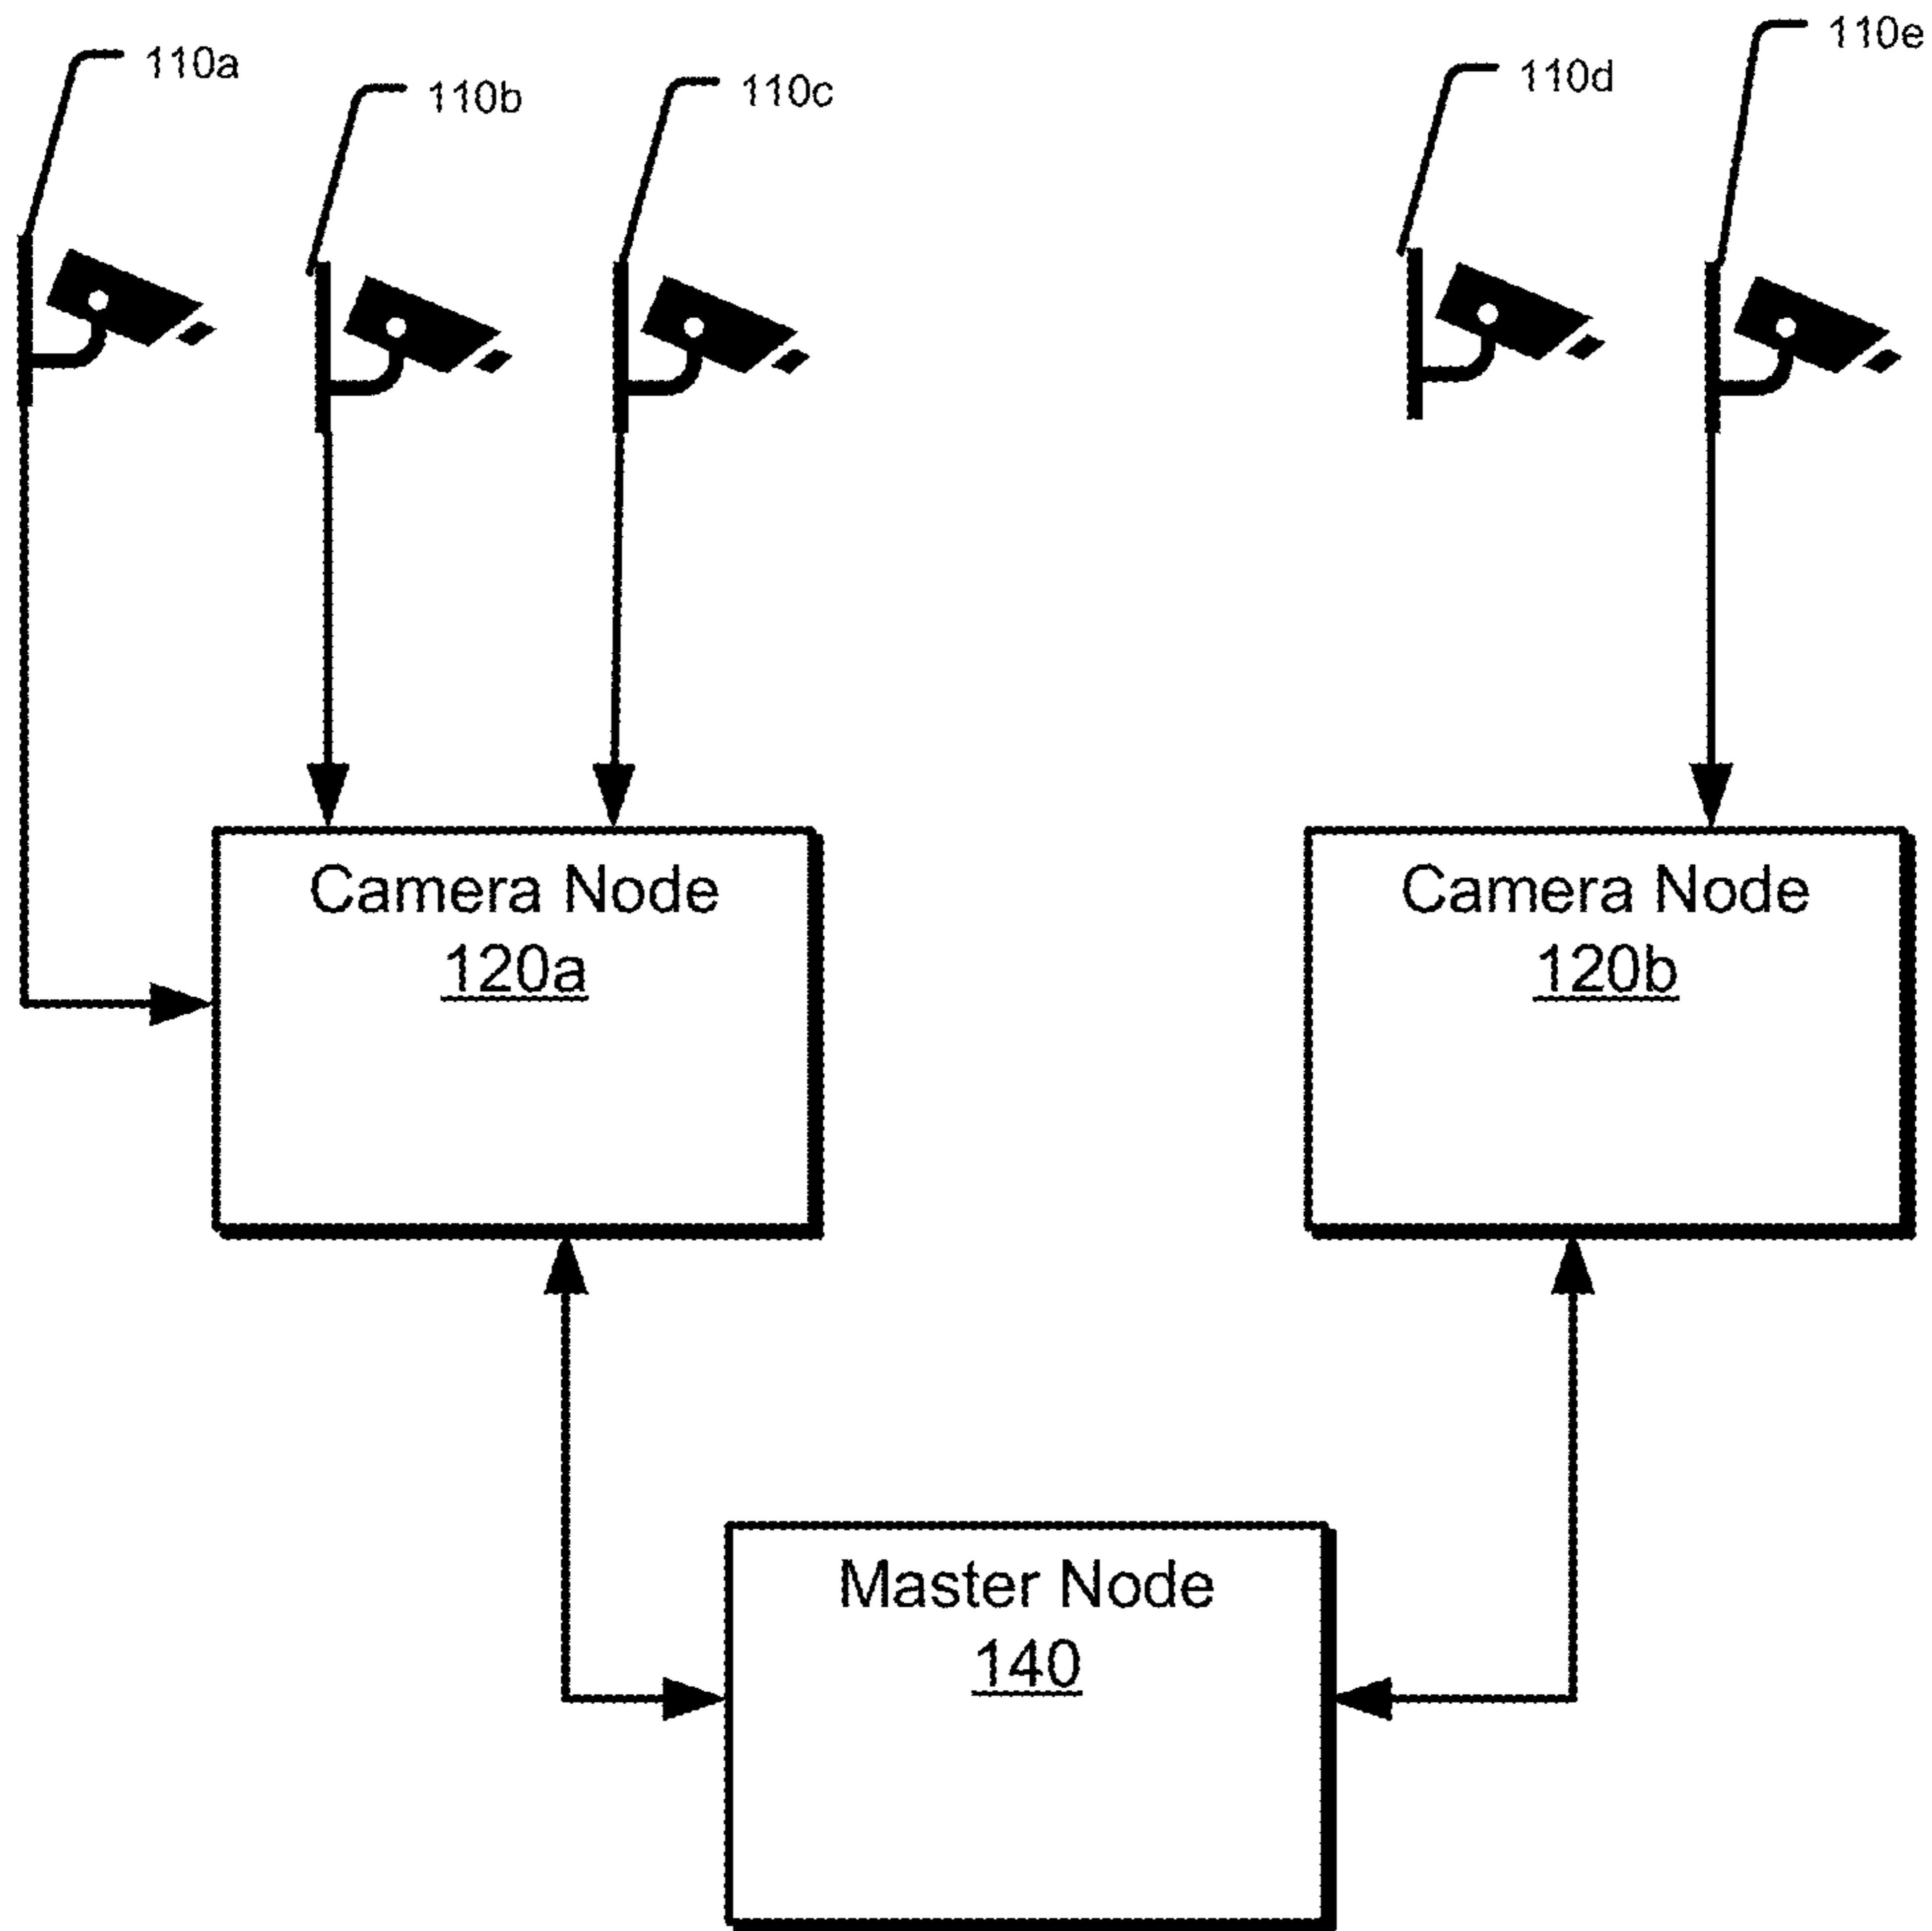 110a
110b
110c
110d
110e
Camera Node
120a
Camera Node
120b
Master Node
140